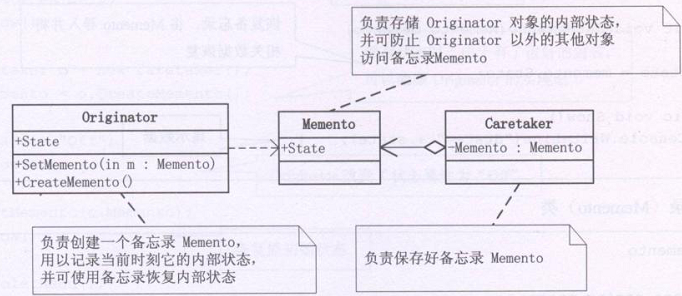 负责存储 Originator 对象的内部状态,
并可防止 Originator 以外的其他对象
访问备忘录Memento
Originator
+State
+SetMemento(in m : Memento)
+CreateMemento()
Memento
+State
Caretaker
-Memento : Memento
负责创建一个备忘录 Memento,
用以记录当前时刻它的内部状态,
并可使用备忘录恢复内部状态
负责保存好备忘录 Memento